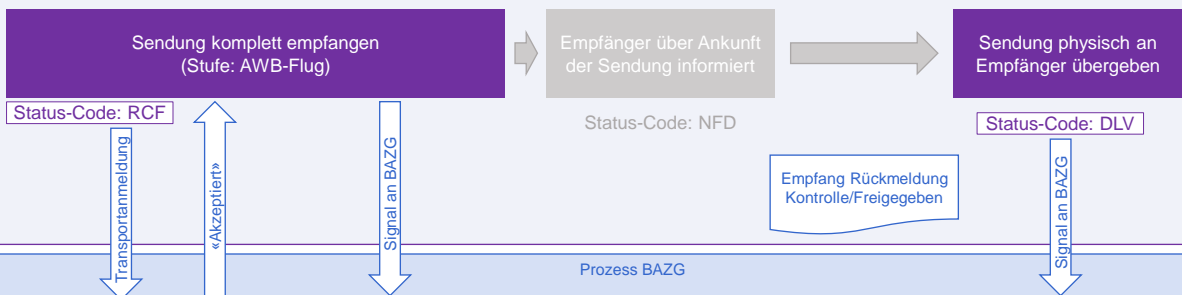 Sendung komplett empfangen
(Stufe: AWB-Flug)
Empfänger über Ankunft
der Sendung informiert
Sendung physisch an
Empfänger übergeben
Status-Code: RCF
Status-Code: NFD
Status-Code: DLV
Transportanmeldung
«Akzeptiert»
Signal an BAZG
Empfang Rückmeldung
Kontrolle/Freigegeben
Signal an BAZG
Prozess BAZG